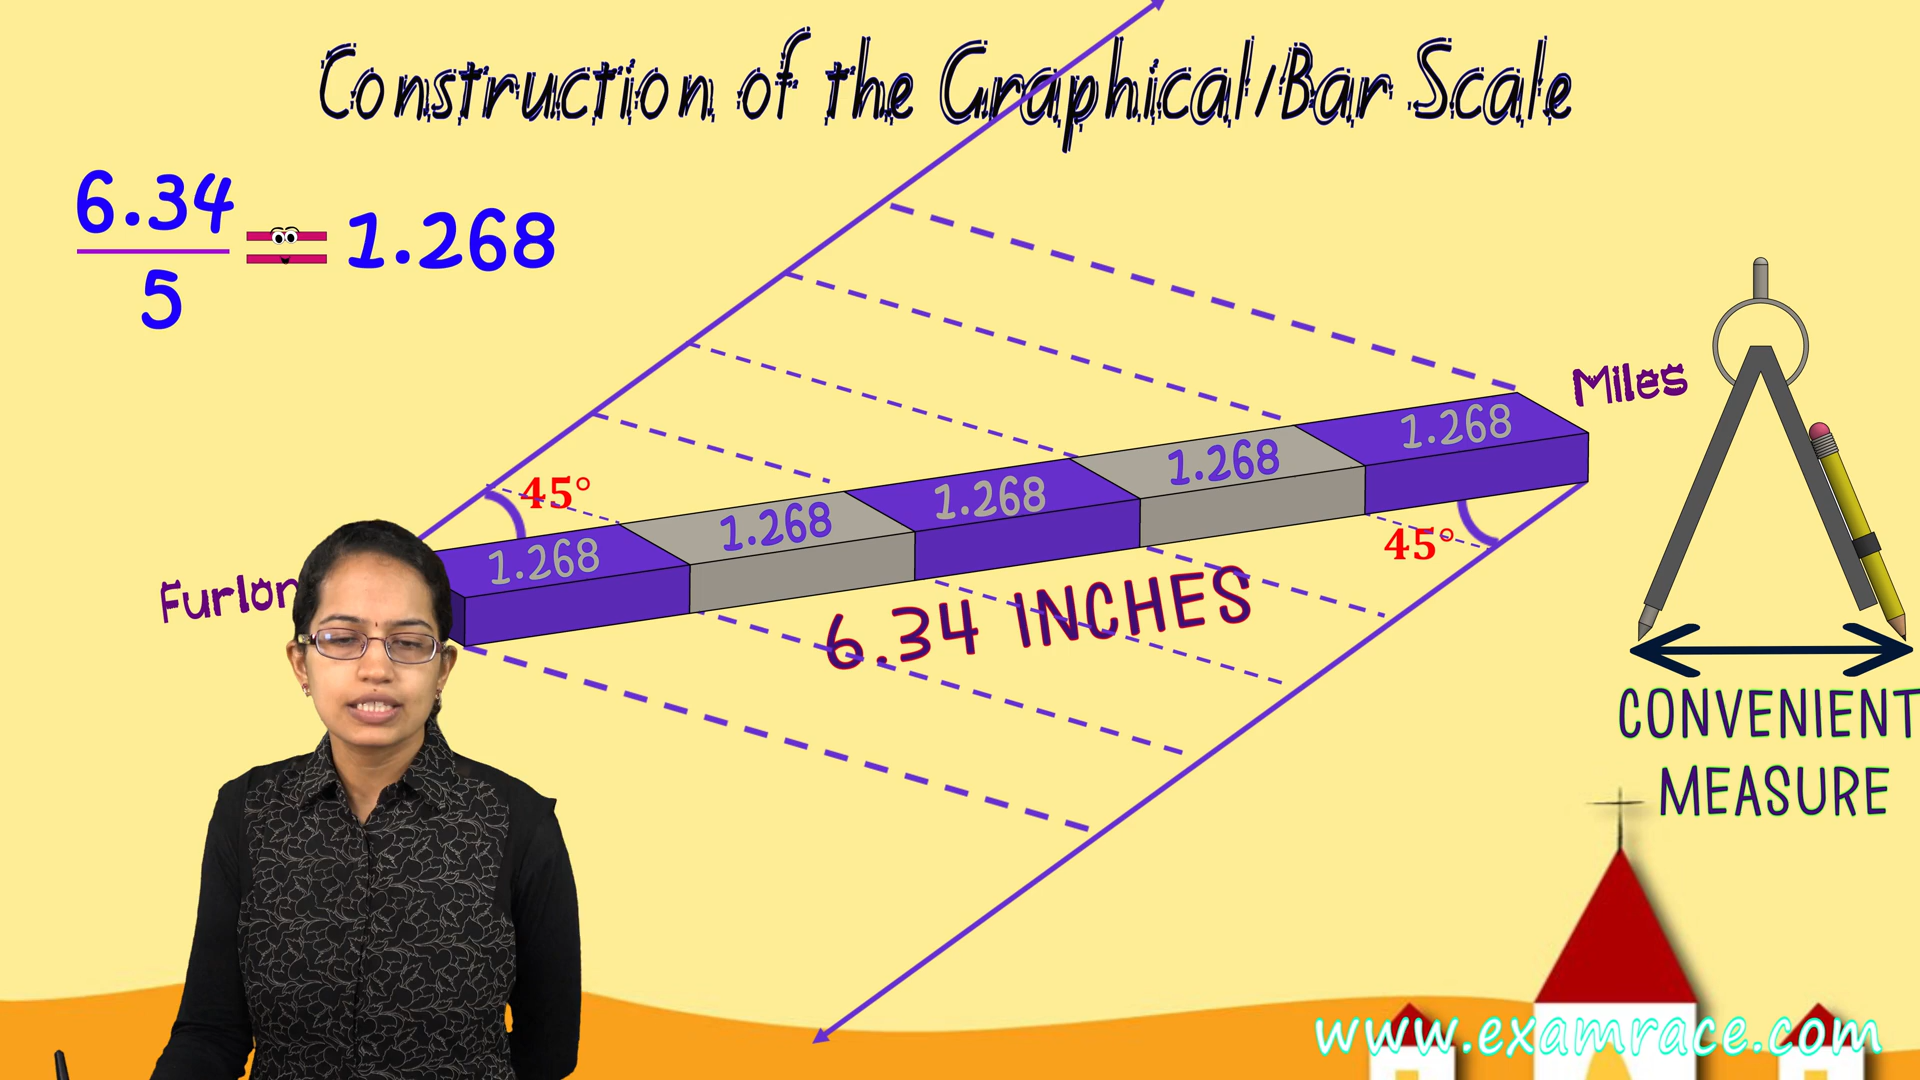 Construction of the Graphical/Bar Scale
6.34
5
= 1.268
Miles
45°
1.268
1.268
1.268
1.268
1.268
45°
Furlon
6.34 INCHES
CONVENIENT
MEASURE
www.examrace.com